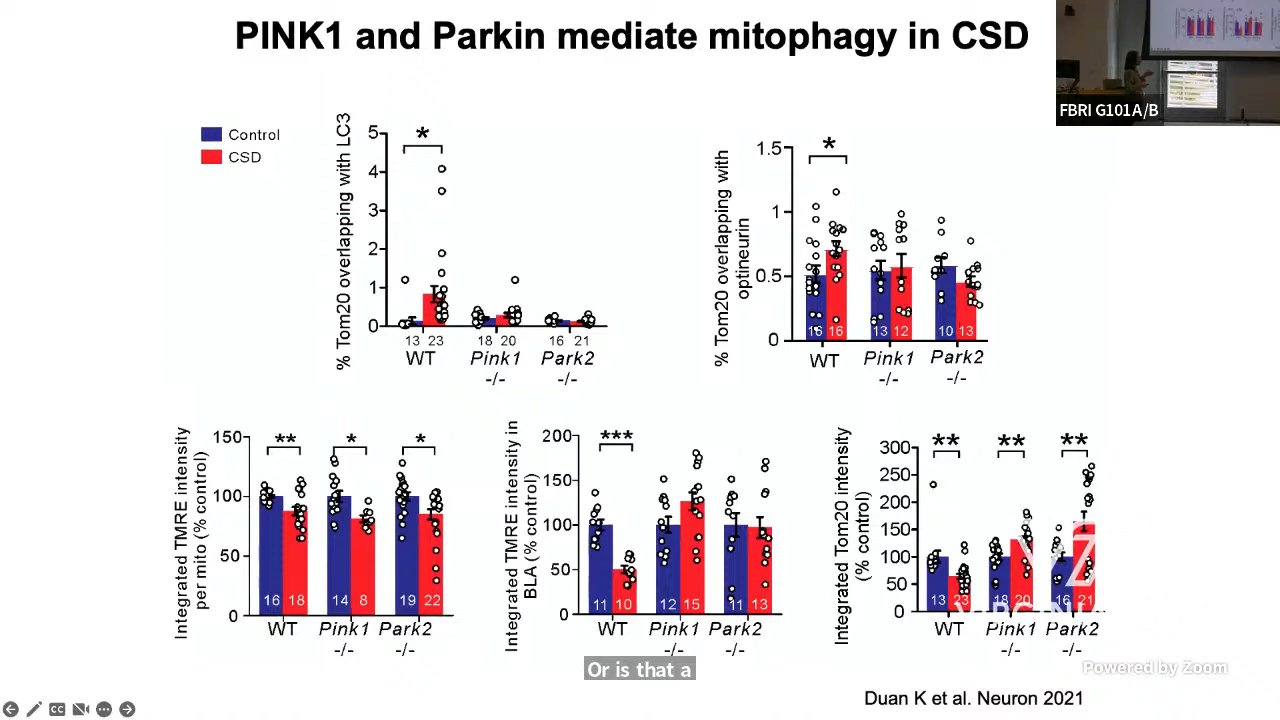 PINK1 and Parkin mediate mitophagy in CSD
FBRI G101A/B
Control
CSD
% Tom20 overlapping with LC3
5
4
3
2
1
0
*
13 23 18 20 16 21
WT Pink1 Park2
-/- -/-
% Tom20 overlapping with
optineurin
1.5
1
0.5
0
*
16 16 13 12 10 13
WT Pink1 Park2
-/- -/-
Integrated TMRE intensity
per mito (% control)
150
100
50
0
** * *
16 18 14 8 19 22
WT Pink1 Park2
-/- -/-
Integrated TMRE intensity in
BLA (% control)
200
150
100
50
0
***
11 10 12 15 11 13
WT Pink1 Park2
-/- -/-
Integrated Tom20 intensity
(% control)
300
250
200
150
100
50
0
** ** **
13 23 18 20 16 21
WT Pink1 Park2
-/- -/-
Or is that a
Powered by Zoom
Duan K et al. Neuron 2021
CC